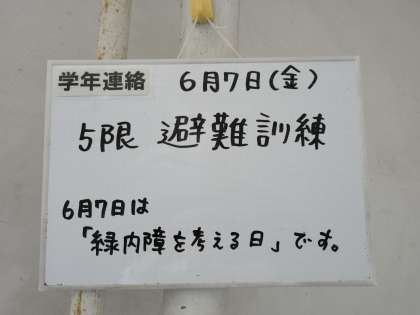 学年連絡 6月7日(金)
5限 避難訓練
6月7日は
「緑内障を考える日」です。